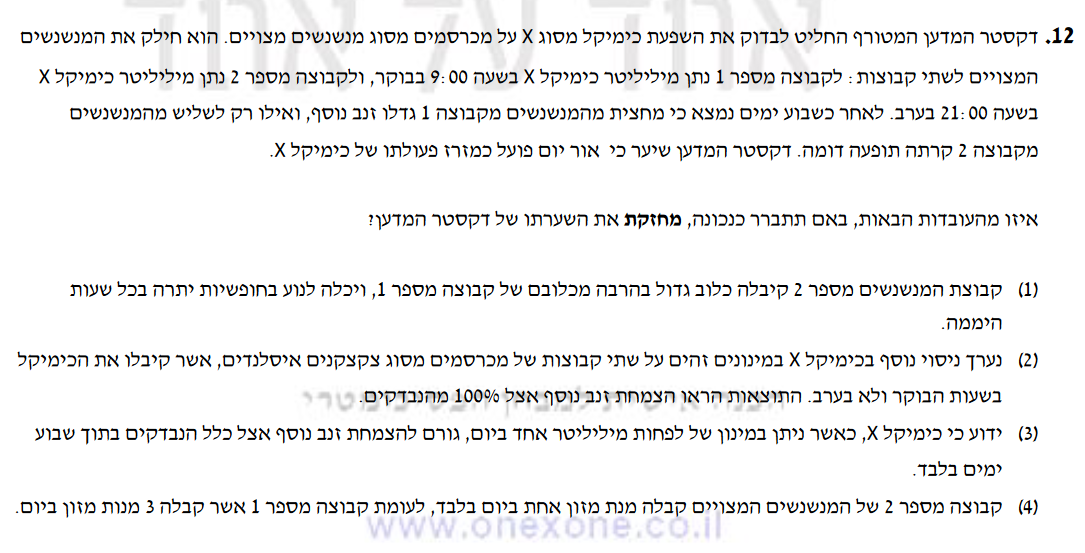 אחד על אחד
12. דקסטר המדען המטורף החליט לבדוק את השפעת כימיקל מסוג X על מכרסמים מסוג מנשנשים מצויים. הוא חילק את המנשנשים
המצויים לשתי קבוצות: לקבוצה מספר 1 נתן מיליליטר כימיקל X בשעה 9:00 בבוקר, ולקבוצה מספר 2 נתן מיליליטר כימיקל X
בשעה 21:00 בערב. לאחר כשבוע ימים נמצא כי מחצית מהמנשנשים מקבוצה 1 גדלו זנב נוסף, ואילו רק לשליש מהמנשנשים
מקבוצה 2 קרתה תופעה דומה. דקסטר המדען שיער כי אור יום פועל כמזרז פעולתו של כימיקל X.
איזו מהעובדות הבאות, באם תתברר כנכונה, מחזקת את השערתו של דקסטר המדען?
(1) קבוצת המנשנשים מספר 2 קיבלה כלוב גדול בהרבה מכלובם של קבוצה מספר 1, ויכלה לנוע בחופשיות יתרה בכל שעות
היממה.
(2) נערך ניסוי נוסף בכימיקל X במינונים זהים על שתי קבוצות של מכרסמים מסוג צקצקנים איסלנדים, אשר קיבלו את הכימיקל
בשעות הבוקר ולא בערב. התוצאות הראו הצמחת זנב נוסף אצל 100% מהנבדקים.
(3) ידוע כי כימיקל X, כאשר ניתן במינון של לפחות מיליליטר אחד ביום, גורם להצמחת זנב נוסף אצל כלל הנבדקים בתוך שבוע
ימים בלבד.
(4) קבוצה מספר 2 של המנשנשים המצויים קבלה מנת מזון אחת ביום בלבד, לעומת קבוצה מספר 1 אשר קבלה 3 מנות מזון ביום.
www.onexone.co.il